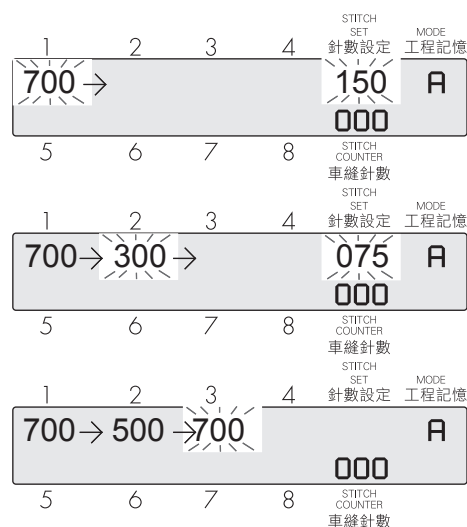 STITCH
SET MODE
1 2 3 4 針數設定 工程記憶
700→ 150 A
000
5 6 7 8 STITCH
COUNTER
車縫針數
STITCH
SET MODE
1 2 3 4 針數設定 工程記憶
700→ 300→ 075 A
000
5 6 7 8 STITCH
COUNTER
車縫針數
STITCH
SET MODE
1 2 3 4 針數設定 工程記憶
700→ 500→ 700 A
000
5 6 7 8 STITCH
COUNTER
車縫針數